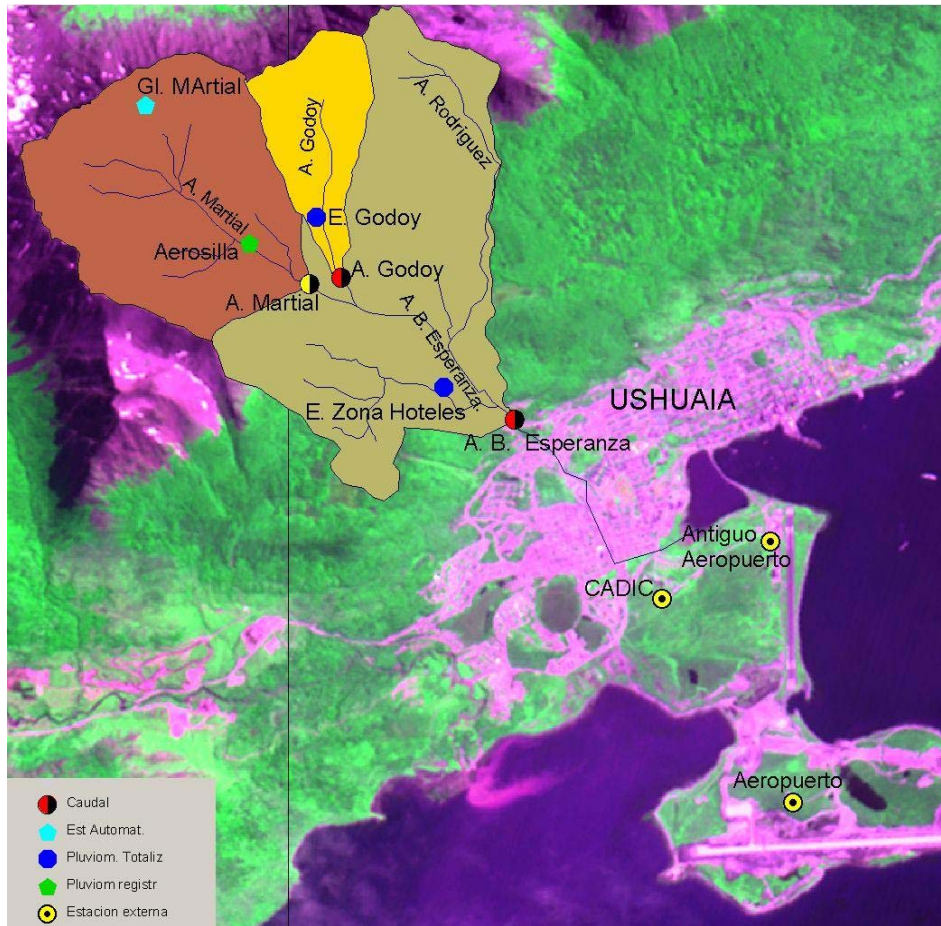 Gl. MArtial
A. Godoy
A. Rodriguez
A. Martial
E. Godoy
Aerosilla
A. Godoy
A. Martial
A. B. Esperanza.
E. Zona Hoteles
USHUAIA
A. B. Esperanza
Antiguo
Aeropuerto
CADIC
Aeropuerto
Caudal
Est Automat.
Pluviom. Totaliz
Pluviom registr
Estacion externa